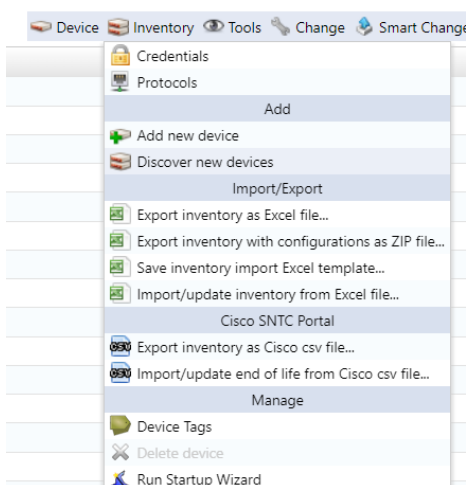 Device Inventory Tools Change Smart Change
Credentials
Protocols
Add
Add new device
Discover new devices
Import/Export
Export inventory as Excel file...
Export inventory with configurations as ZIP file...
Save inventory import Excel template...
Import/update inventory from Excel file...
Cisco SNTC Portal
CSV Export inventory as Cisco csv file...
CSV Import/update end of life from Cisco csv file...
Manage
Device Tags
Delete device
Run Startup Wizard